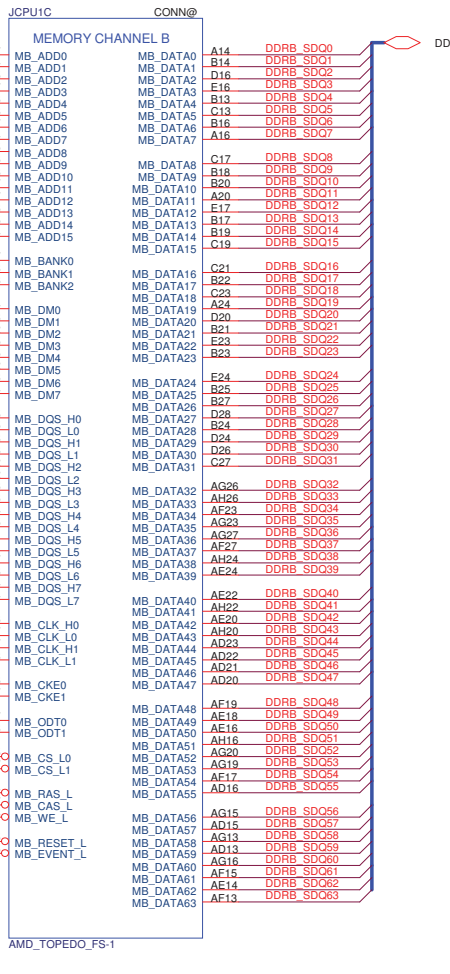 JCPU1C CONN@
MEMORY CHANNEL B
DD
MB_ADD0 MB_DATA0 A14 DDRB_SDQ0
MB_ADD1 MB_DATA1 B14 DDRB_SDQ1
MB_ADD2 MB_DATA2 D16 DDRB_SDQ2
MB_ADD3 MB_DATA3 E16 DDRB_SDQ3
MB_ADD4 MB_DATA4 B13 DDRB_SDQ4
MB_ADD5 MB_DATA5 C13 DDRB_SDQ5
MB_ADD6 MB_DATA6 B16 DDRB_SDQ6
MB_ADD7 MB_DATA7 A16 DDRB_SDQ7
MB_ADD8
MB_ADD9 MB_DATA8 C17 DDRB_SDQ8
MB_ADD10 MB_DATA9 B18 DDRB_SDQ9
MB_ADD11 MB_DATA10 B20 DDRB_SDQ10
MB_ADD12 MB_DATA11 A20 DDRB_SDQ11
MB_ADD13 MB_DATA12 E17 DDRB_SDQ12
MB_ADD14 MB_DATA13 B17 DDRB_SDQ13
MB_ADD15 MB_DATA14 B19 DDRB_SDQ14
MB_DATA15 C19 DDRB_SDQ15
MB_BANK0
MB_BANK1 MB_DATA16 C21 DDRB_SDQ16
MB_BANK2 MB_DATA17 B22 DDRB_SDQ17
MB_DATA18 C23 DDRB_SDQ18
MB_DM0 MB_DATA19 A24 DDRB_SDQ19
MB_DM1 MB_DATA20 D20 DDRB_SDQ20
MB_DM2 MB_DATA21 B21 DDRB_SDQ21
MB_DM3 MB_DATA22 E23 DDRB_SDQ22
MB_DM4 MB_DATA23 B23 DDRB_SDQ23
MB_DM5
MB_DM6 MB_DATA24 E24 DDRB_SDQ24
MB_DM7 MB_DATA25 B25 DDRB_SDQ25
MB_DATA26 B27 DDRB_SDQ26
MB_DQS_H0 MB_DATA27 D28 DDRB_SDQ27
MB_DQS_L0 MB_DATA28 B24 DDRB_SDQ28
MB_DQS_H1 MB_DATA29 D24 DDRB_SDQ29
MB_DQS_L1 MB_DATA30 D26 DDRB_SDQ30
MB_DQS_H2 MB_DATA31 C27 DDRB_SDQ31
MB_DQS_L2
MB_DQS_H3 MB_DATA32 AG26 DDRB_SDQ32
MB_DQS_L3 MB_DATA33 AH26 DDRB_SDQ33
MB_DQS_H4 MB_DATA34 AF23 DDRB_SDQ34
MB_DQS_L4 MB_DATA35 AG23 DDRB_SDQ35
MB_DQS_H5 MB_DATA36 AG27 DDRB_SDQ36
MB_DQS_L5 MB_DATA37 AF27 DDRB_SDQ37
MB_DQS_H6 MB_DATA38 AH24 DDRB_SDQ38
MB_DQS_L6 MB_DATA39 AE24 DDRB_SDQ39
MB_DQS_H7
MB_DQS_L7 MB_DATA40 AE22 DDRB_SDQ40
MB_DATA41 AH22 DDRB_SDQ41
MB_CLK_H0 MB_DATA42 AE20 DDRB_SDQ42
MB_CLK_L0 MB_DATA43 AH20 DDRB_SDQ43
MB_CLK_H1 MB_DATA44 AD23 DDRB_SDQ44
MB_CLK_L1 MB_DATA45 AD22 DDRB_SDQ45
MB_DATA46 AD21 DDRB_SDQ46
MB_CKE0 MB_DATA47 AD20 DDRB_SDQ47
MB_CKE1
MB_DATA48 AF19 DDRB_SDQ48
MB_ODT0 MB_DATA49 AE18 DDRB_SDQ49
MB_ODT1 MB_DATA50 AE16 DDRB_SDQ50
MB_DATA51 AH16 DDRB_SDQ51
MB_CS_L0 MB_DATA52 AG20 DDRB_SDQ52
MB_CS_L1 MB_DATA53 AG19 DDRB_SDQ53
MB_DATA54 AF17 DDRB_SDQ54
MB_RAS_L MB_DATA55 AD16 DDRB_SDQ55
MB_CAS_L
MB_WE_L MB_DATA56 AG15 DDRB_SDQ56
MB_DATA57 AD15 DDRB_SDQ57
MB_RESET_L MB_DATA58 AG13 DDRB_SDQ58
MB_EVENT_L MB_DATA59 AD13 DDRB_SDQ59
MB_DATA60 AG16 DDRB_SDQ60
MB_DATA61 AF15 DDRB_SDQ61
MB_DATA62 AE14 DDRB_SDQ62
MB_DATA63 AF13 DDRB_SDQ63
AMD_TOPEDO_FS-1